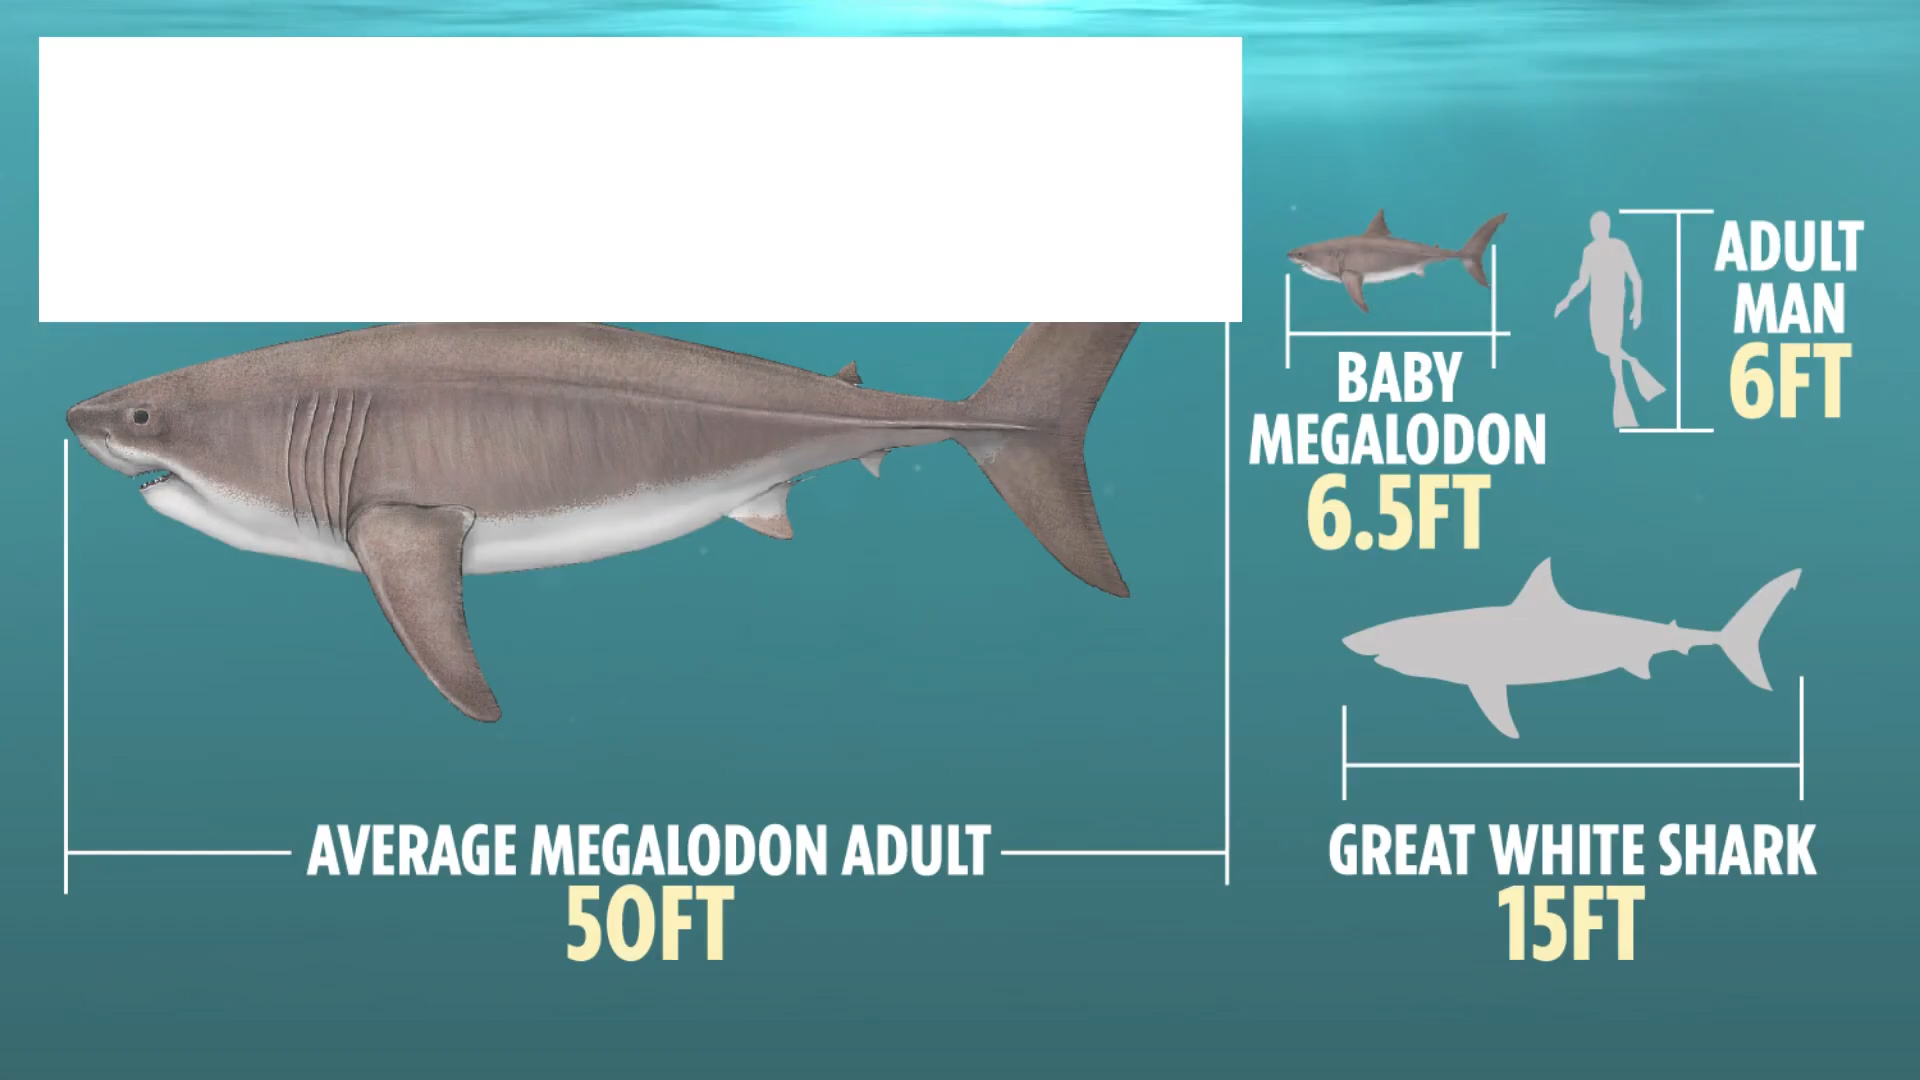 ADULT
MAN
6FT
BABY
MEGALODON
6.5FT
AVERAGE MEGALODON ADULT
50FT
GREAT WHITE SHARK
15FT